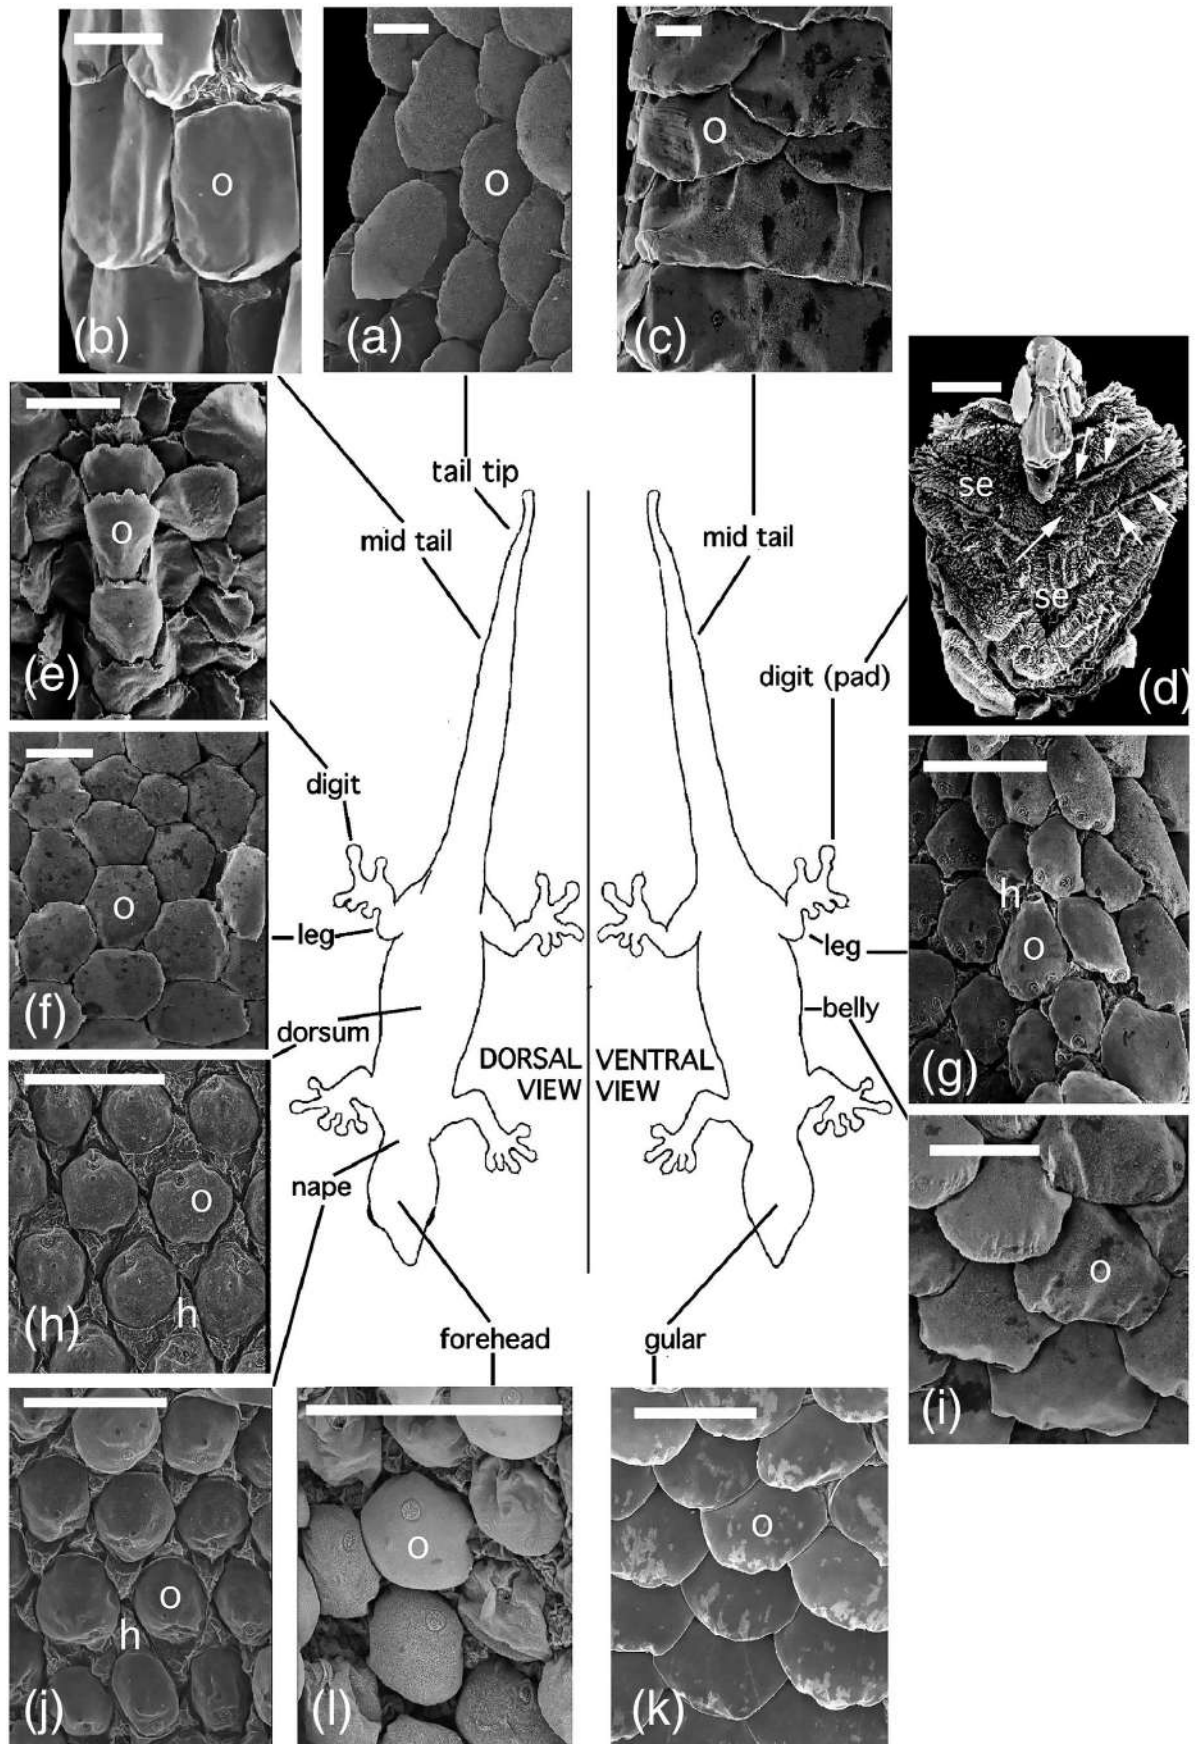 (b)
o
(a)
o
(c)
o
(d)
se
se
(e)
o
tail tip
mid tail
mid tail
digit (pad)
digit
(f)
o
leg
leg
(g)
h
o
dorsum
belly
DORSAL VIEW
VENTRAL VIEW
(h)
o
h
nape
(i)
o
forehead
gular
(j)
o
h
(l)
o
(k)
o